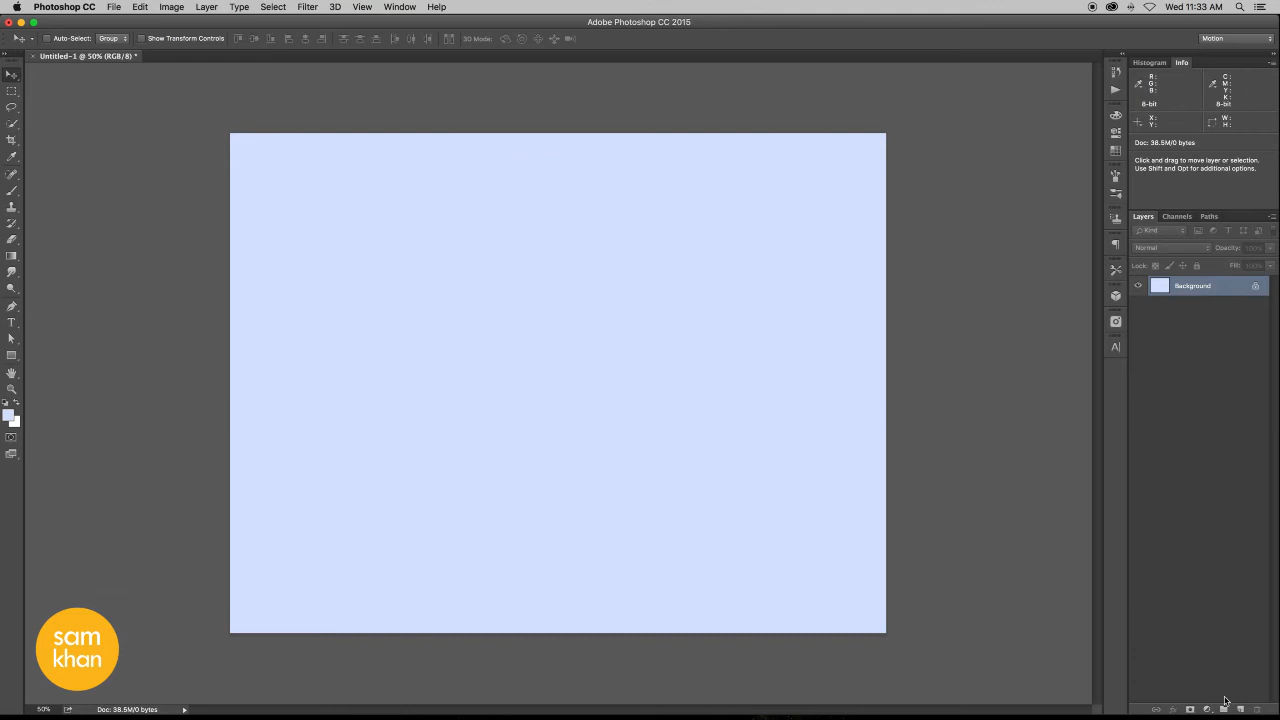 Photoshop CC File Edit Image Layer Type Select Filter 3D View Window Help Wed 11:33 AM
Adobe Photoshop CC 2015
Auto-Select: Group Show Transform Controls 3D Mode: Motion
Untitled-1 @ 50% (RGB/8) *
Histogram Info
R: C:
G: M:
B: Y:
K:
8-bit 8-bit
X: W:
Y: H:
Doc: 38.5M/0 bytes
Click and drag to move layer or selection.
Use Shift and Opt for additional options.
Layers Channels Paths
Kind
Normal Opacity: 100%
Lock: Fill: 100%
Background
sam
khan
50% Doc: 38.5M/0 bytes